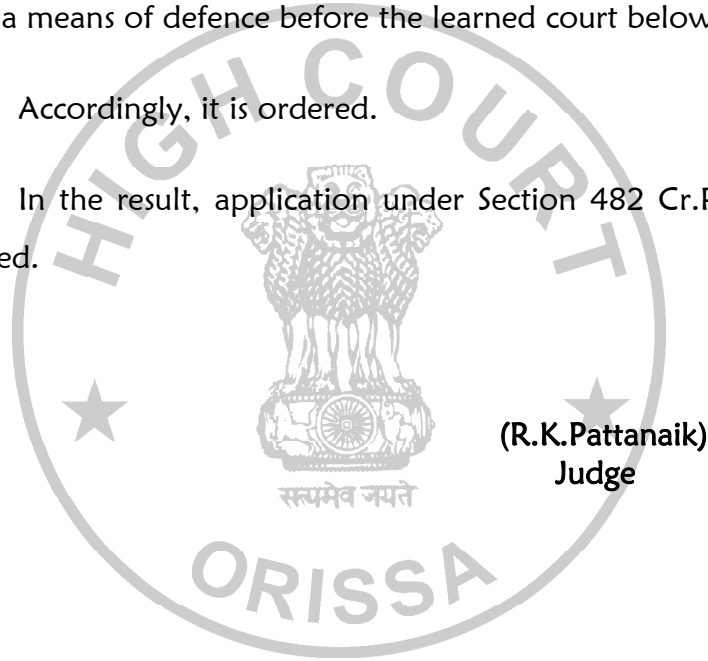 a means of defence before the learned court below
Accordingly, it is ordered.
In the result, application under Section 482 Cr.P
ed.
(R.K.Pattanaik)
Judge
HIGH COURT
सत्यमेव जयते
ORISSA